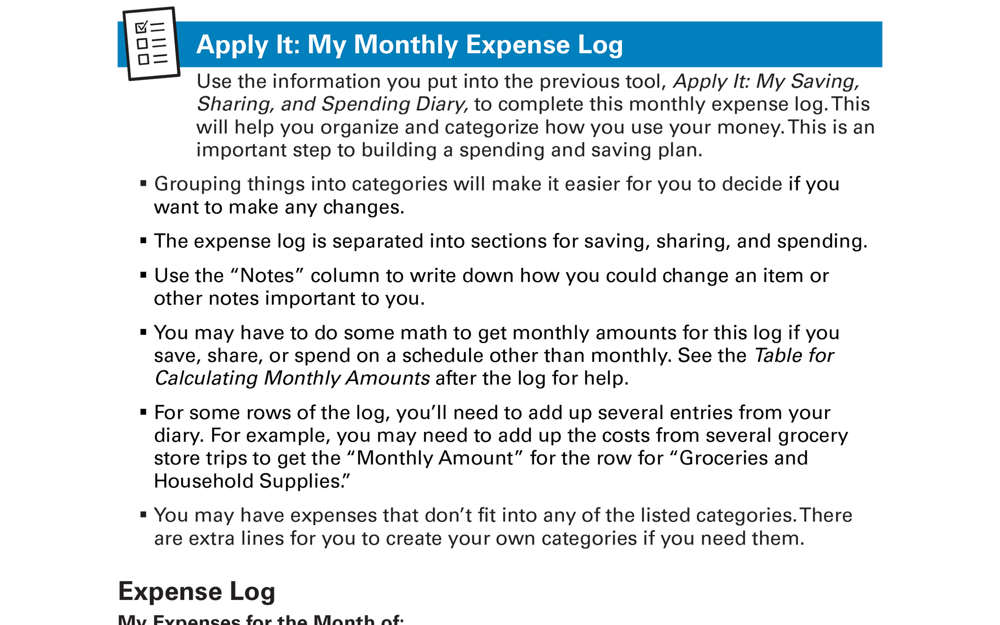 Apply It: My Monthly Expense Log
Use the information you put into the previous tool, Apply It: My Saving,
Sharing, and Spending Diary, to complete this monthly expense log. This
will help you organize and categorize how you use your money. This is an
important step to building a spending and saving plan.
▪ Grouping things into categories will make it easier for you to decide if you
want to make any changes.
▪ The expense log is separated into sections for saving, sharing, and spending.
▪ Use the “Notes” column to write down how you could change an item or
other notes important to you.
▪ You may have to do some math to get monthly amounts for this log if you
save, share, or spend on a schedule other than monthly. See the Table for
Calculating Monthly Amounts after the log for help.
▪ For some rows of the log, you’ll need to add up several entries from your
diary. For example, you may need to add up the costs from several grocery
store trips to get the “Monthly Amount” for the row for “Groceries and
Household Supplies.”
▪ You may have expenses that don’t fit into any of the listed categories. There
are extra lines for you to create your own categories if you need them.
Expense Log
My Expenses for the Month of: